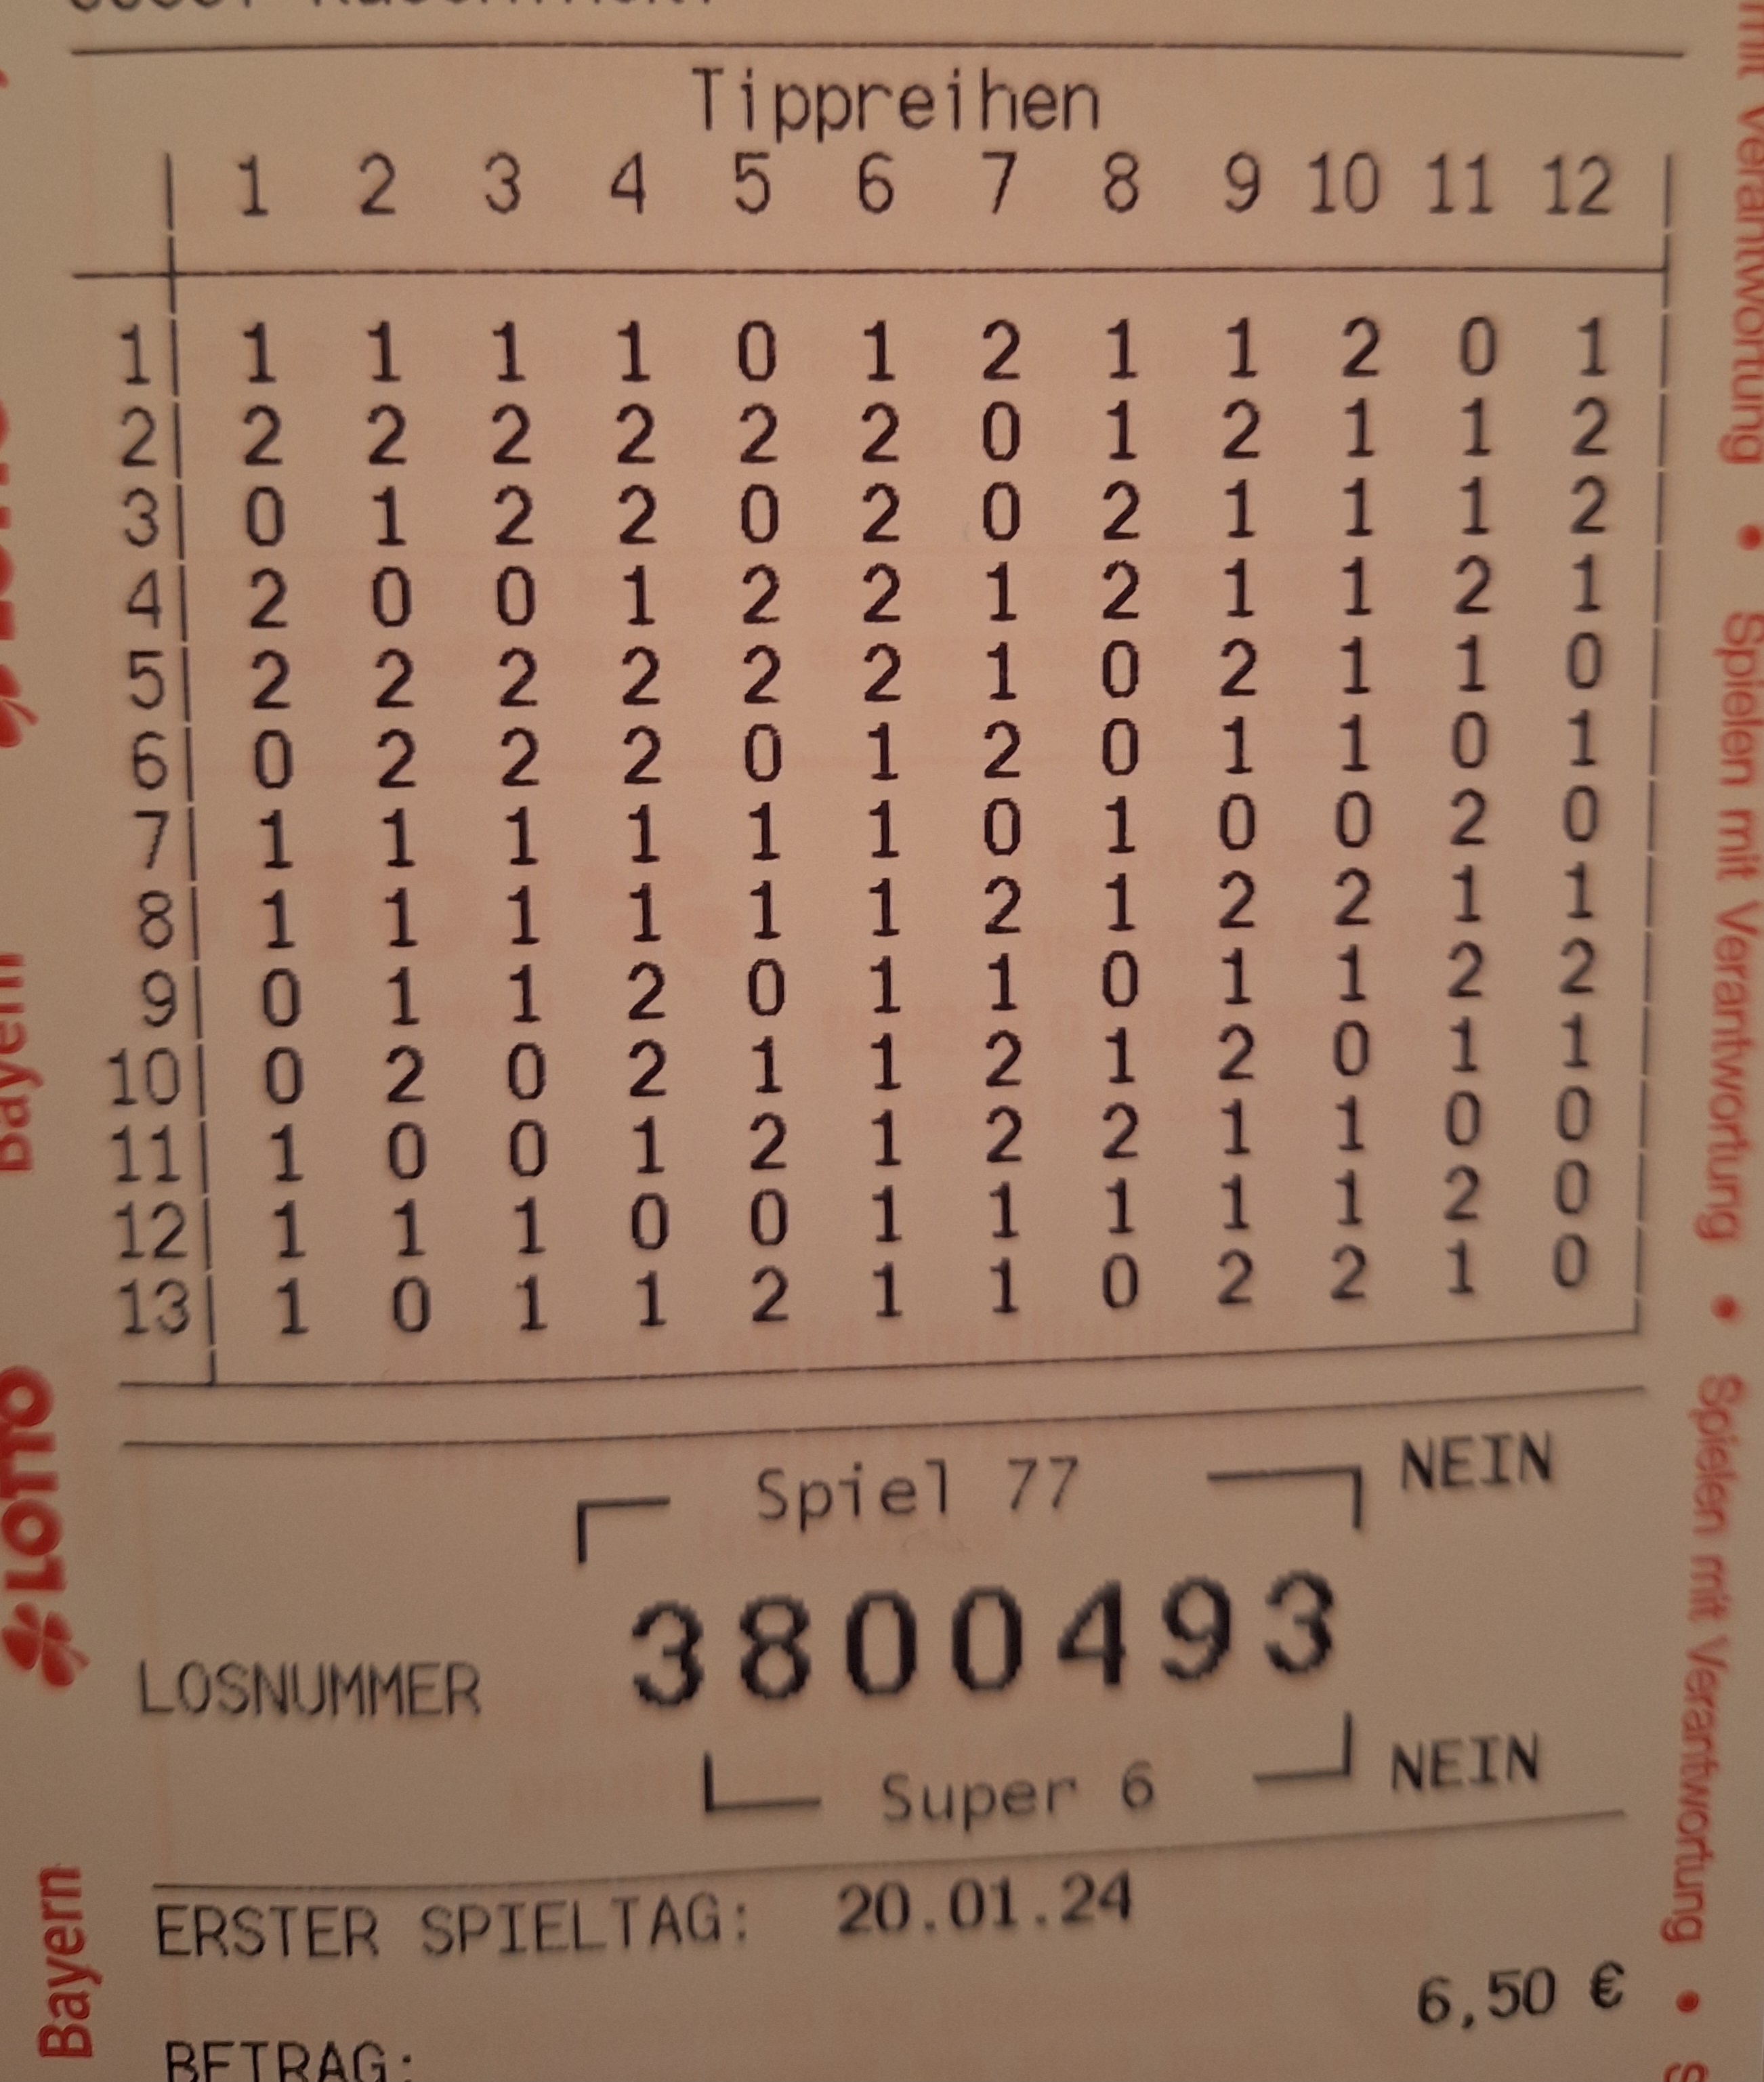 Tippreihen
1 2 3 4 5 6 7 8 9 10 11 12
1 1 1 1 1 0 1 2 1 1 2 0 1
2 2 2 2 2 2 2 0 1 2 1 1 2
3 0 1 2 2 0 2 0 2 1 1 1 2
4 2 0 0 1 2 2 1 2 1 1 2 1
5 2 2 2 2 2 2 1 0 2 1 1 0
6 0 2 2 2 0 1 2 0 1 1 0 1
7 1 1 1 1 1 1 0 1 0 0 2 0
8 1 1 1 1 1 1 2 1 2 2 1 1
9 0 1 1 2 0 1 1 0 1 1 2 2
10 0 2 0 2 1 1 2 1 2 0 1 1
11 1 0 0 1 2 1 2 2 1 1 0 0
12 1 1 1 0 0 1 1 1 1 1 2 0
13 1 0 1 1 2 1 1 0 2 2 1 0
Spiel 77 NEIN
LOSNUMMER 3800493
Super 6 NEIN
ERSTER SPIELTAG: 20.01.24
6,50 €
BETRAG:
Bayern LOTTO Bayern
mit Verantwortung • Spielen mit Verantwortung • Spielen mit Verantwortung •